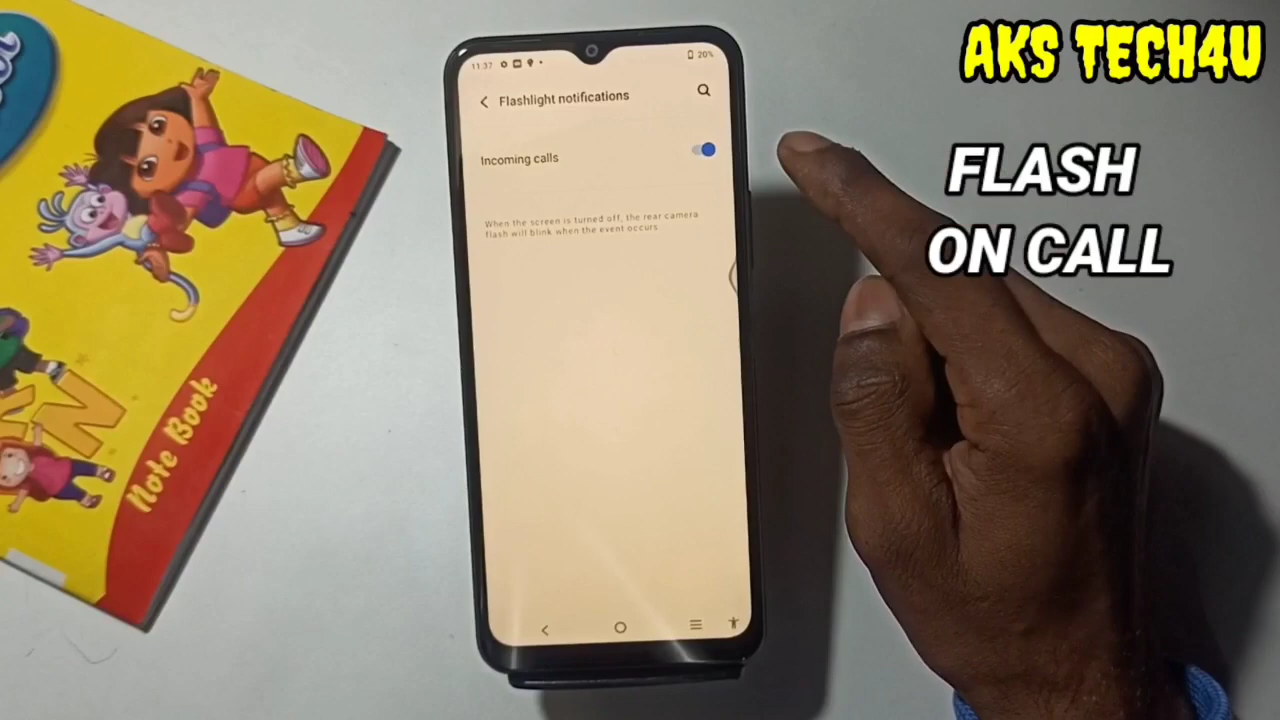 AKS TECH4U
FLASH
ON CALL
11:37
20%
Flashlight notifications
Incoming calls
When the screen is turned off, the rear camera
flash will blink when the event occurs
Note Book